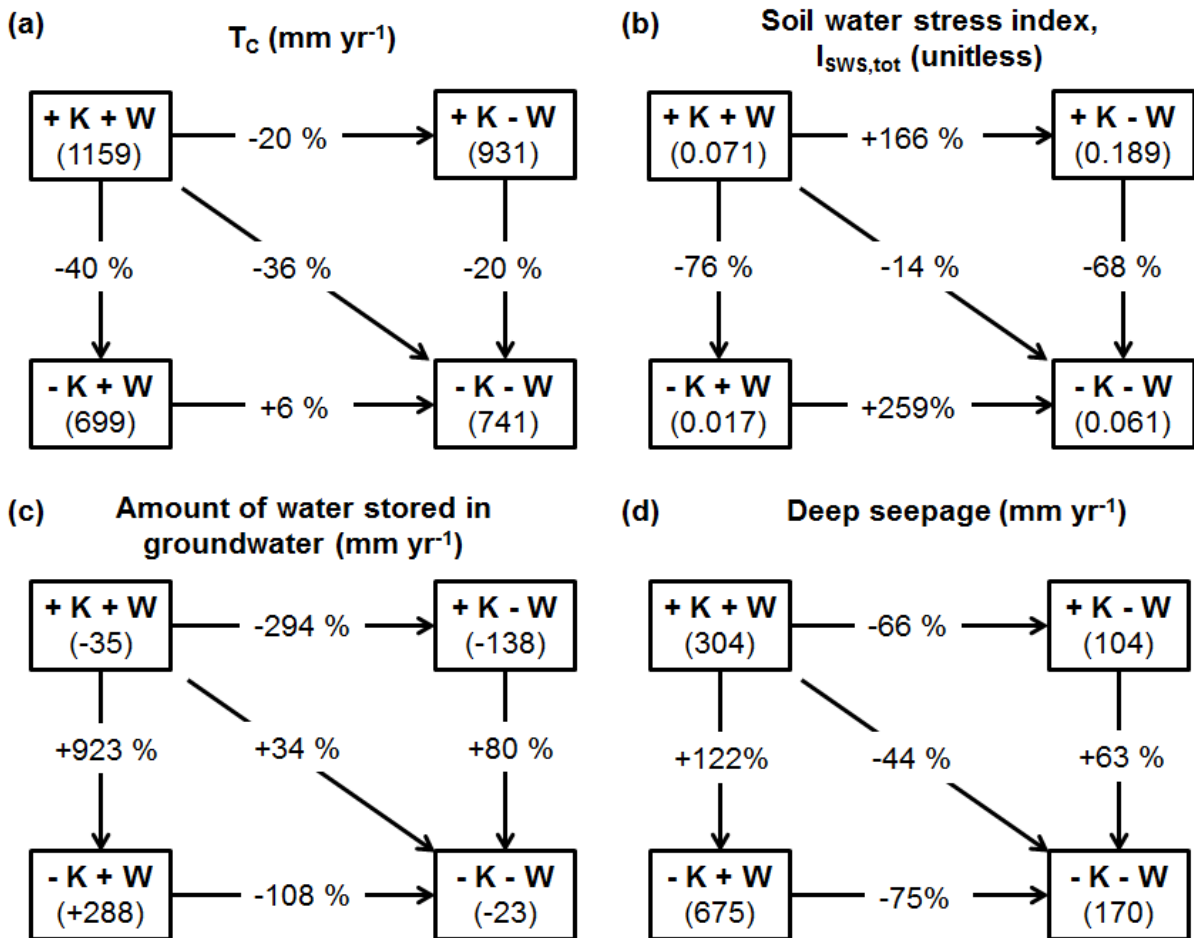 (a)
T_C (mm yr⁻¹)
+ K + W
(1159)
-20 %
+ K - W
(931)
-40 %
-36 %
-20 %
- K + W
(699)
+6 %
- K - W
(741)
(b)
Soil water stress index,
I_SWS,tot (unitless)
+ K + W
(0.071)
+166 %
+ K - W
(0.189)
-76 %
-14 %
-68 %
- K + W
(0.017)
+259%
- K - W
(0.061)
(c)
Amount of water stored in
groundwater (mm yr⁻¹)
+ K + W
(-35)
-294 %
+ K - W
(-138)
+923 %
+34 %
+80 %
- K + W
(+288)
-108 %
- K - W
(-23)
(d)
Deep seepage (mm yr⁻¹)
+ K + W
(304)
-66 %
+ K - W
(104)
+122%
-44 %
+63 %
- K + W
(675)
-75%
- K - W
(170)